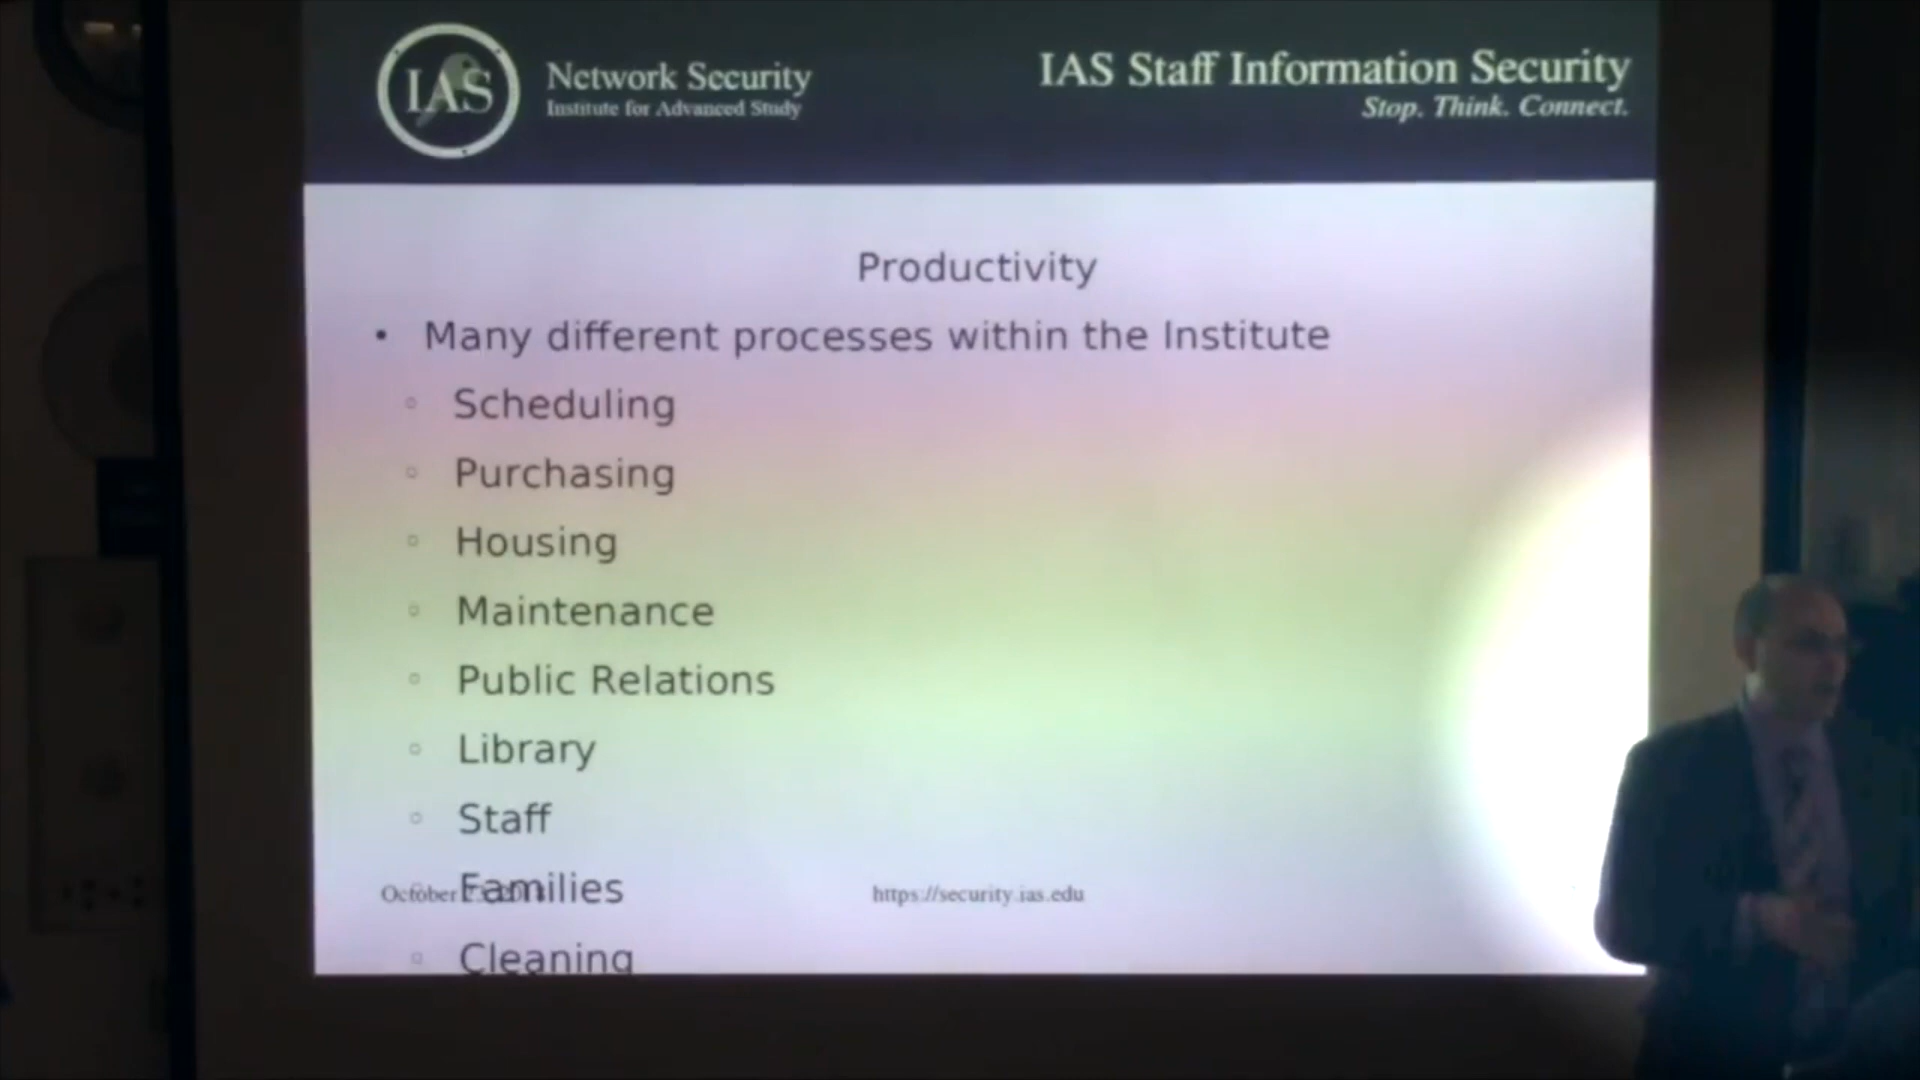 IAS
Network Security
Institute for Advanced Study
IAS Staff Information Security
Stop. Think. Connect.
Productivity
• Many different processes within the Institute
◦ Scheduling
◦ Purchasing
◦ Housing
◦ Maintenance
◦ Public Relations
◦ Library
◦ Staff
◦ Families
October
https://security.ias.edu
◦ Cleaning